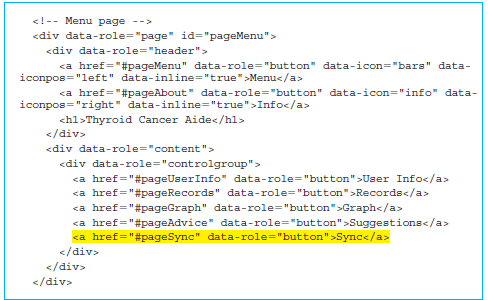 <!-- Menu page -->
<div data-role="page" id="pageMenu">
<div data-role="header">
<a href="#pageMenu" data-role="button" data-icon="bars" data-
iconpos="left" data-inline="true">Menu</a>
<a href="#pageAbout" data-role="button" data-icon="info" data-
iconpos="right" data-inline="true">Info</a>
<h1>Thyroid Cancer Aide</h1>
</div>
<div data-role="content">
<div data-role="controlgroup">
<a href="#pageUserInfo" data-role="button">User Info</a>
<a href="#pageRecords" data-role="button">Records</a>
<a href="#pageGraph" data-role="button">Graph</a>
<a href="#pageAdvice" data-role="button">Suggestions</a>
<a href="#pageSync" data-role="button">Sync</a>
</div>
</div>
</div>